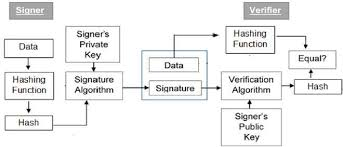 Signer
Verifier
Data
Hashing
Function
Hash
Signer's
Private
Key
Signature
Algorithm
Data
Signature
Hashing
Function
Verification
Algorithm
Signer's
Public
Key
Equal?
Hash